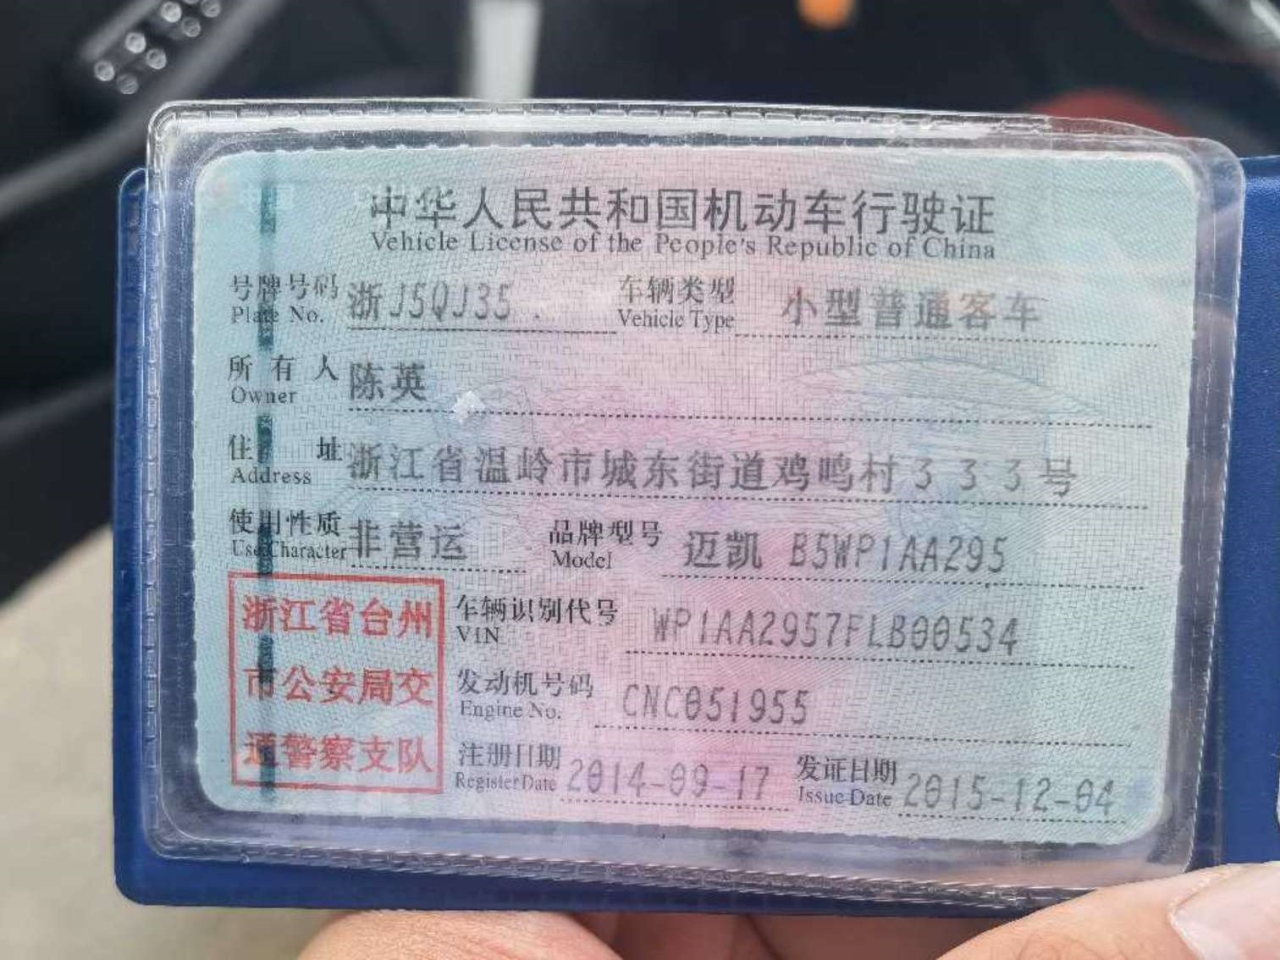 中华人民共和国机动车行驶证
Vehicle License of the People's Republic of China
号牌号码 浙J5QJ35 车辆类型 小型普通客车
Plate No. Vehicle Type
所有人 陈英
Owner
住址 浙江省温岭市城东街道鸡鸣村333号
Address
使用性质 非营运 品牌型号 迈凯 B5WP1AA295
Use Character Model
浙江省台州
市公安局交
通警察支队
车辆识别代号 WP1AA2957FLB00534
VIN
发动机号码 CNC051955
Engine No.
注册日期 2014-09-17 发证日期 2015-12-04
Register Date Issue Date